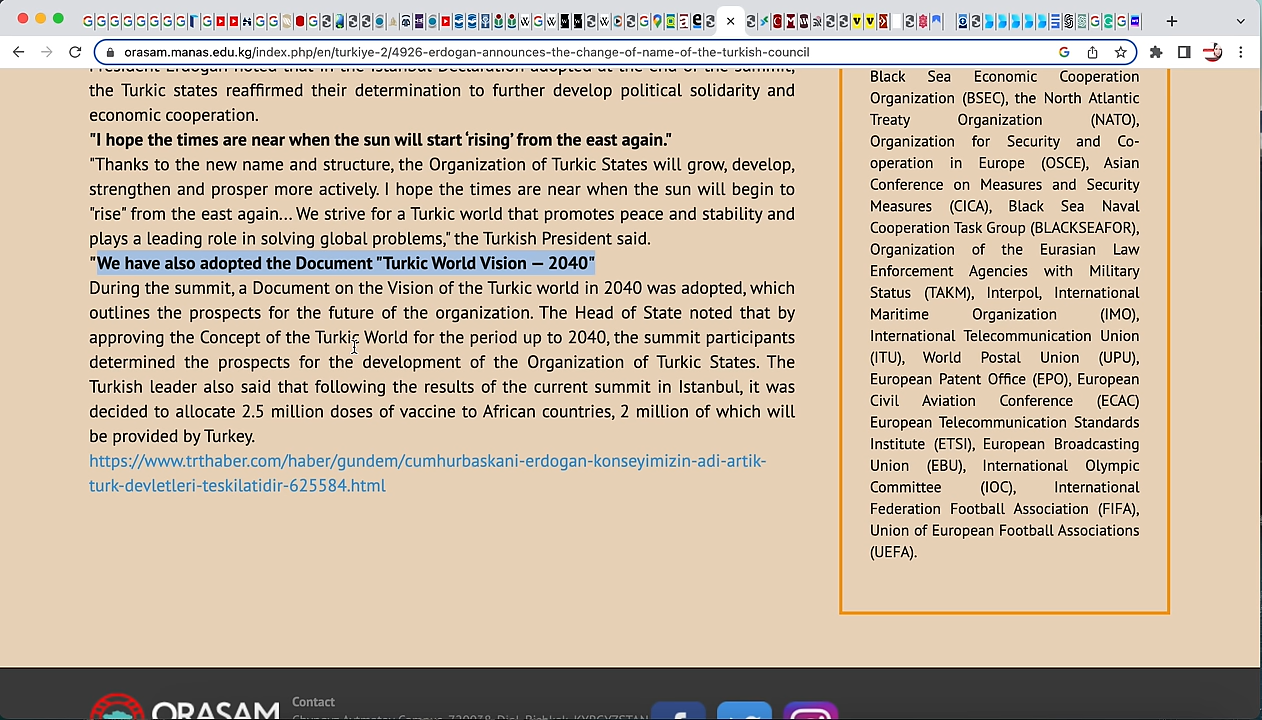 orasam.manas.edu.kg/index.php/en/turkiye-2/4926-erdogan-announces-the-change-of-name-of-the-turkish-council
President Erdogan noted that in the Istanbul Declaration adopted at the end of the summit,
the Turkic states reaffirmed their determination to further develop political solidarity and
economic cooperation.
"I hope the times are near when the sun will start ‘rising’ from the east again."
"Thanks to the new name and structure, the Organization of Turkic States will grow, develop,
strengthen and prosper more actively. I hope the times are near when the sun will begin to
"rise" from the east again... We strive for a Turkic world that promotes peace and stability and
plays a leading role in solving global problems," the Turkish President said.
"We have also adopted the Document "Turkic World Vision — 2040"
During the summit, a Document on the Vision of the Turkic world in 2040 was adopted, which
outlines the prospects for the future of the organization. The Head of State noted that by
approving the Concept of the Turkic World for the period up to 2040, the summit participants
determined the prospects for the development of the Organization of Turkic States. The
Turkish leader also said that following the results of the current summit in Istanbul, it was
decided to allocate 2.5 million doses of vaccine to African countries, 2 million of which will
be provided by Turkey.
https://www.trthaber.com/haber/gundem/cumhurbaskani-erdogan-konseyimizin-adi-artik-
turk-devletleri-teskilatidir-625584.html
Black Sea Economic Cooperation
Organization (BSEC), the North Atlantic
Treaty Organization (NATO),
Organization for Security and Co-
operation in Europe (OSCE), Asian
Conference on Measures and Security
Measures (CICA), Black Sea Naval
Cooperation Task Group (BLACKSEAFOR),
Organization of the Eurasian Law
Enforcement Agencies with Military
Status (TAKM), Interpol, International
Maritime Organization (IMO),
International Telecommunication Union
(ITU), World Postal Union (UPU),
European Patent Office (EPO), European
Civil Aviation Conference (ECAC)
European Telecommunication Standards
Institute (ETSI), European Broadcasting
Union (EBU), International Olympic
Committee (IOC), International
Federation Football Association (FIFA),
Union of European Football Associations
(UEFA).
ORASAM
Contact